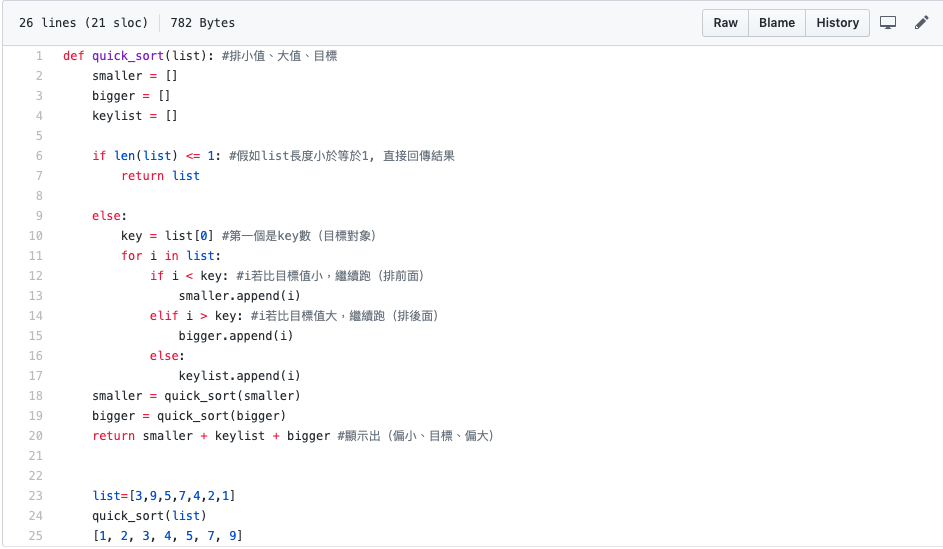 26 lines (21 sloc) 782 Bytes Raw Blame History
1 def quick_sort(list): #排小值、大值、目標
2     smaller = []
3     bigger = []
4     keylist = []
5
6     if len(list) <= 1: #假如list長度小於等於1, 直接回傳結果
7         return list
8
9     else:
10         key = list[0] #第一個是key數 (目標對象)
11         for i in list:
12             if i < key: #i若比目標值小，繼續跑 (排前面)
13                 smaller.append(i)
14             elif i > key: #i若比目標值大，繼續跑 (排後面)
15                 bigger.append(i)
16             else:
17                 keylist.append(i)
18     smaller = quick_sort(smaller)
19     bigger = quick_sort(bigger)
20     return smaller + keylist + bigger #顯示出 (偏小、目標、偏大)
21
22
23     list=[3,9,5,7,4,2,1]
24     quick_sort(list)
25     [1, 2, 3, 4, 5, 7, 9]